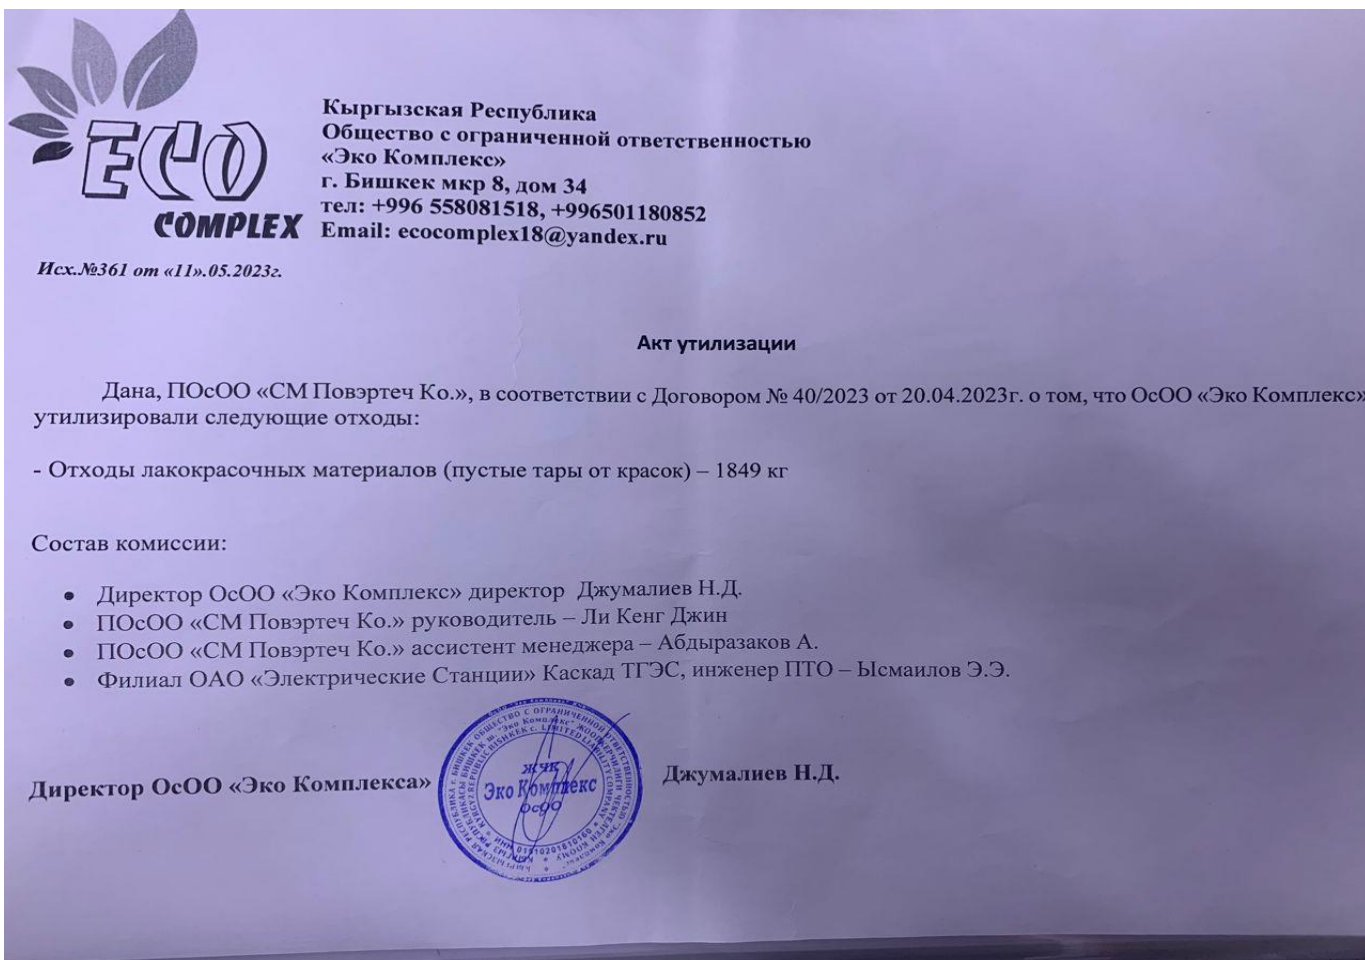 ECO
COMPLEX
Кыргызская Республика
Общество с ограниченной ответственностью
«Эко Комплекс»
г. Бишкек мкр 8, дом 34
тел: +996 558081518, +996501180852
Email: ecocomplex18@yandex.ru
Исх.№361 от «11».05.2023г.
Акт утилизации
Дана, ПОсОО «СМ Повэртеч Ко.», в соответствии с Договором № 40/2023 от 20.04.2023г. о том, что ОсОО «Эко Комплекс»
утилизировали следующие отходы:
- Отходы лакокрасочных материалов (пустые тары от красок) – 1849 кг
Состав комиссии:
• Директор ОсОО «Эко Комплекс» директор Джумалиев Н.Д.
• ПОсОО «СМ Повэртеч Ко.» руководитель – Ли Кенг Джин
• ПОсОО «СМ Повэртеч Ко.» ассистент менеджера – Абдыразаков А.
• Филиал ОАО «Электрические Станции» Каскад ТГЭС, инженер ПТО – Ысмаилов Э.Э.
Директор ОсОО «Эко Комплекса»
Джумалиев Н.Д.
ЖЧК
Эко Комплекс
ОсОО